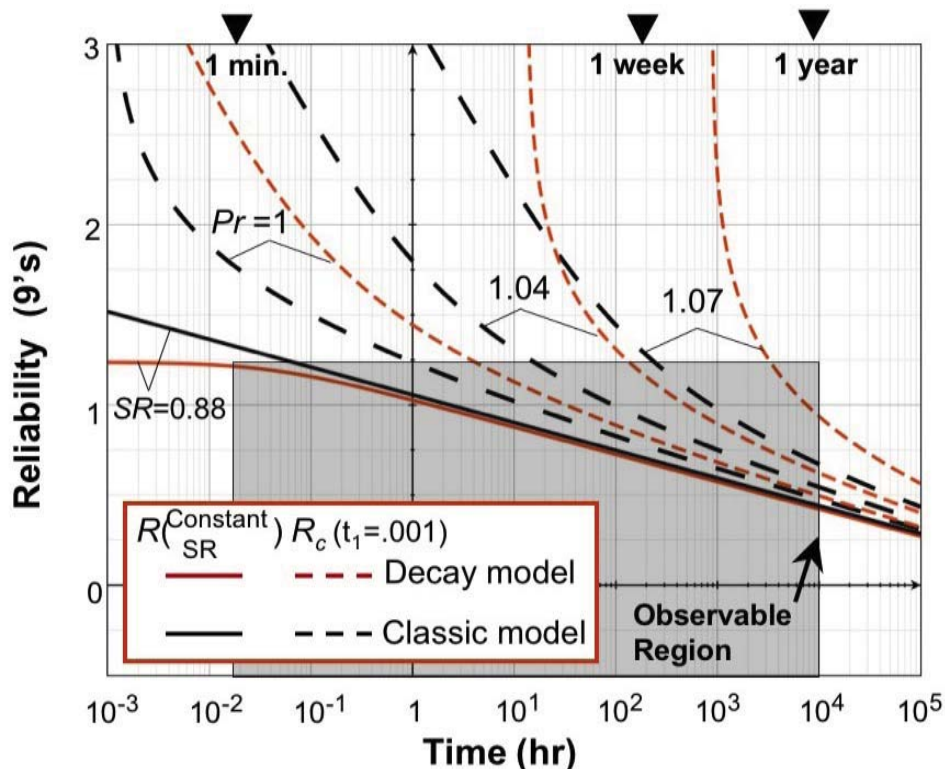 3
1 min.
1 week
1 year
Pr=1
2
1.04
1.07
SR=0.88
1
R(Constant SR) Rc (t1=.001)
Decay model
Classic model
0
Observable
Region
10-3 10-2 10-1 1 101 102 103 104 105
Time (hr)
Reliability (9's)